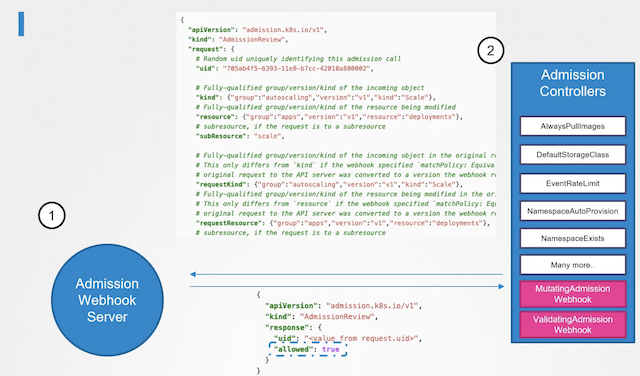 {
"apiVersion": "admission.k8s.io/v1",
"kind": "AdmissionReview",
"request": {
# Random uid uniquely identifying this admission call
"uid": "705ab4f5-6393-11e8-b7cc-42010a800002",
# Fully-qualified group/version/kind of the incoming object
"kind": {"group":"autoscaling","version":"v1","kind":"Scale"},
# Fully-qualified group/version/kind of the resource being modified
"resource": {"group":"apps","version":"v1","resource":"deployments"},
# subresource, if the request is to a subresource
"subResource": "scale",
# Fully-qualified group/version/kind of the incoming object in the original r
# This only differs from `kind` if the webhook specified `matchPolicy: Equiva
# original request to the API server was converted to a version the webhook r
"requestKind": {"group":"autoscaling","version":"v1","kind":"Scale"},
# Fully-qualified group/version/kind of the resource being modified in the or
# This only differs from `resource` if the webhook specified `matchPolicy: Equ
# original request to the API server was converted to a version the webhook re
"requestResource": {"group":"apps","version":"v1","resource":"deployments"},
# subresource, if the request is to a subresource
2
Admission
Controllers
AlwaysPullImages
DefaultStorageClass
EventRateLimit
NamespaceAutoProvision
NamespaceExists
Many more..
MutatingAdmission
Webhook
ValidatingAdmission
Webhook
1
Admission
Webhook
Server
{
"apiVersion": "admission.k8s.io/v1",
"kind": "AdmissionReview",
"response": {
"uid": "<value from request.uid>",
"allowed": true
}
}